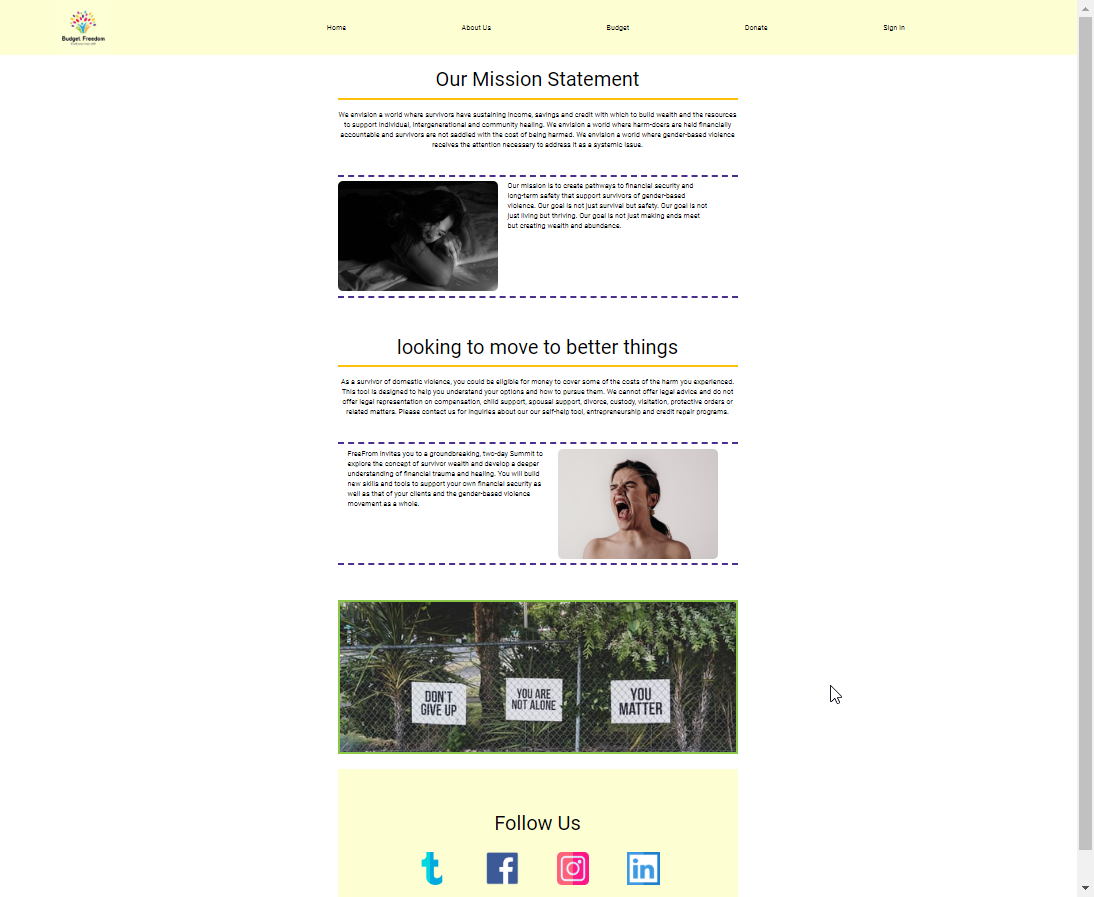 Budget Freedom
Home
About Us
Budget
Donate
Sign In
Our Mission Statement
We envision a world where survivors have sustaining income, savings and credit with which to build wealth and the resources
to support individual, intergenerational and community healing. We envision a world where harm-doers are held financially
accountable and survivors are not saddled with the cost of being harmed. We envision a world where gender-based violence
receives the attention necessary to address it as a systemic issue.
Our mission is to create pathways to financial security and
long-term safety that support survivors of gender-based
violence. Our goal is not just survival but safety. Our goal is not
just living but thriving. Our goal is not just making ends meet
but creating wealth and abundance.
looking to move to better things
As a survivor of domestic violence, you could be eligible for money to cover some of the costs of the harm you experienced.
This tool is designed to help you understand your options and how to pursue them. We cannot offer legal advice and do not
offer legal representation on compensation, child support, spousal support, divorce, custody, visitation, protective orders or
related matters. Please contact us for inquiries about our our self-help tool, entrepreneurship and credit repair programs.
FreeFrom invites you to a groundbreaking, two-day Summit to
explore the concept of survivor wealth and develop a deeper
understanding of financial trauma and healing. You will build
new skills and tools to support your own financial security as
well as that of your clients and the gender-based violence
movement as a whole.
DON'T
GIVE UP
YOU ARE
NOT ALONE
YOU
MATTER
Follow Us
t
f
in